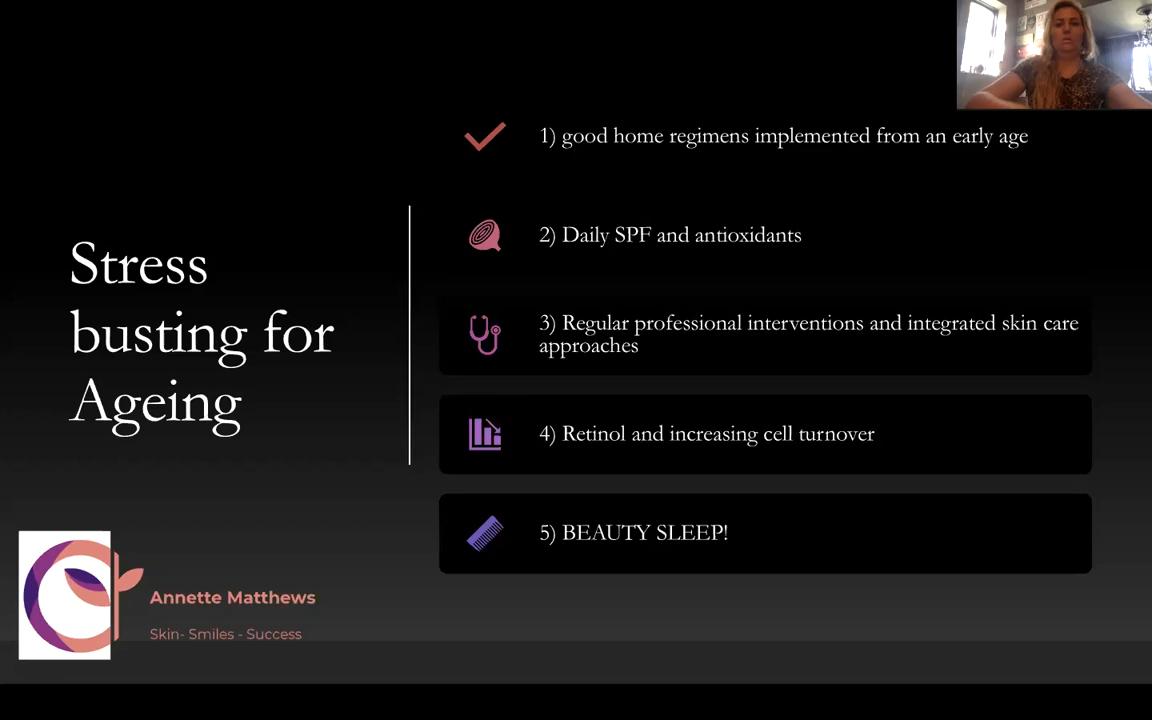 Stress
busting for
Ageing
1) good home regimens implemented from an early age
2) Daily SPF and antioxidants
3) Regular professional interventions and integrated skin care
approaches
4) Retinol and increasing cell turnover
5) BEAUTY SLEEP!
Annette Matthews
Skin- Smiles - Success